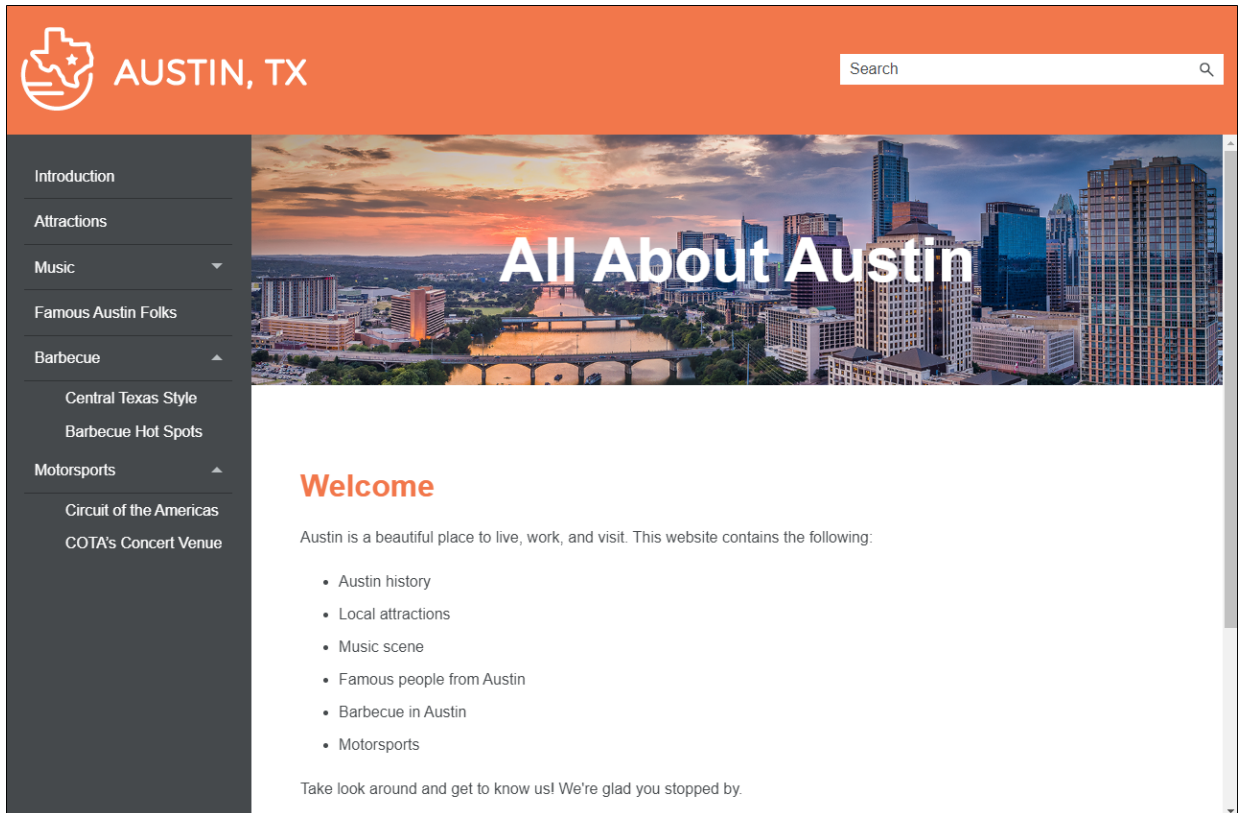 AUSTIN, TX
Search
Introduction
Attractions
Music
Famous Austin Folks
Barbecue
Central Texas Style
Barbecue Hot Spots
Motorsports
Circuit of the Americas
COTA's Concert Venue
All About Austin
Welcome
Austin is a beautiful place to live, work, and visit. This website contains the following:
• Austin history
• Local attractions
• Music scene
• Famous people from Austin
• Barbecue in Austin
• Motorsports
Take look around and get to know us! We're glad you stopped by.